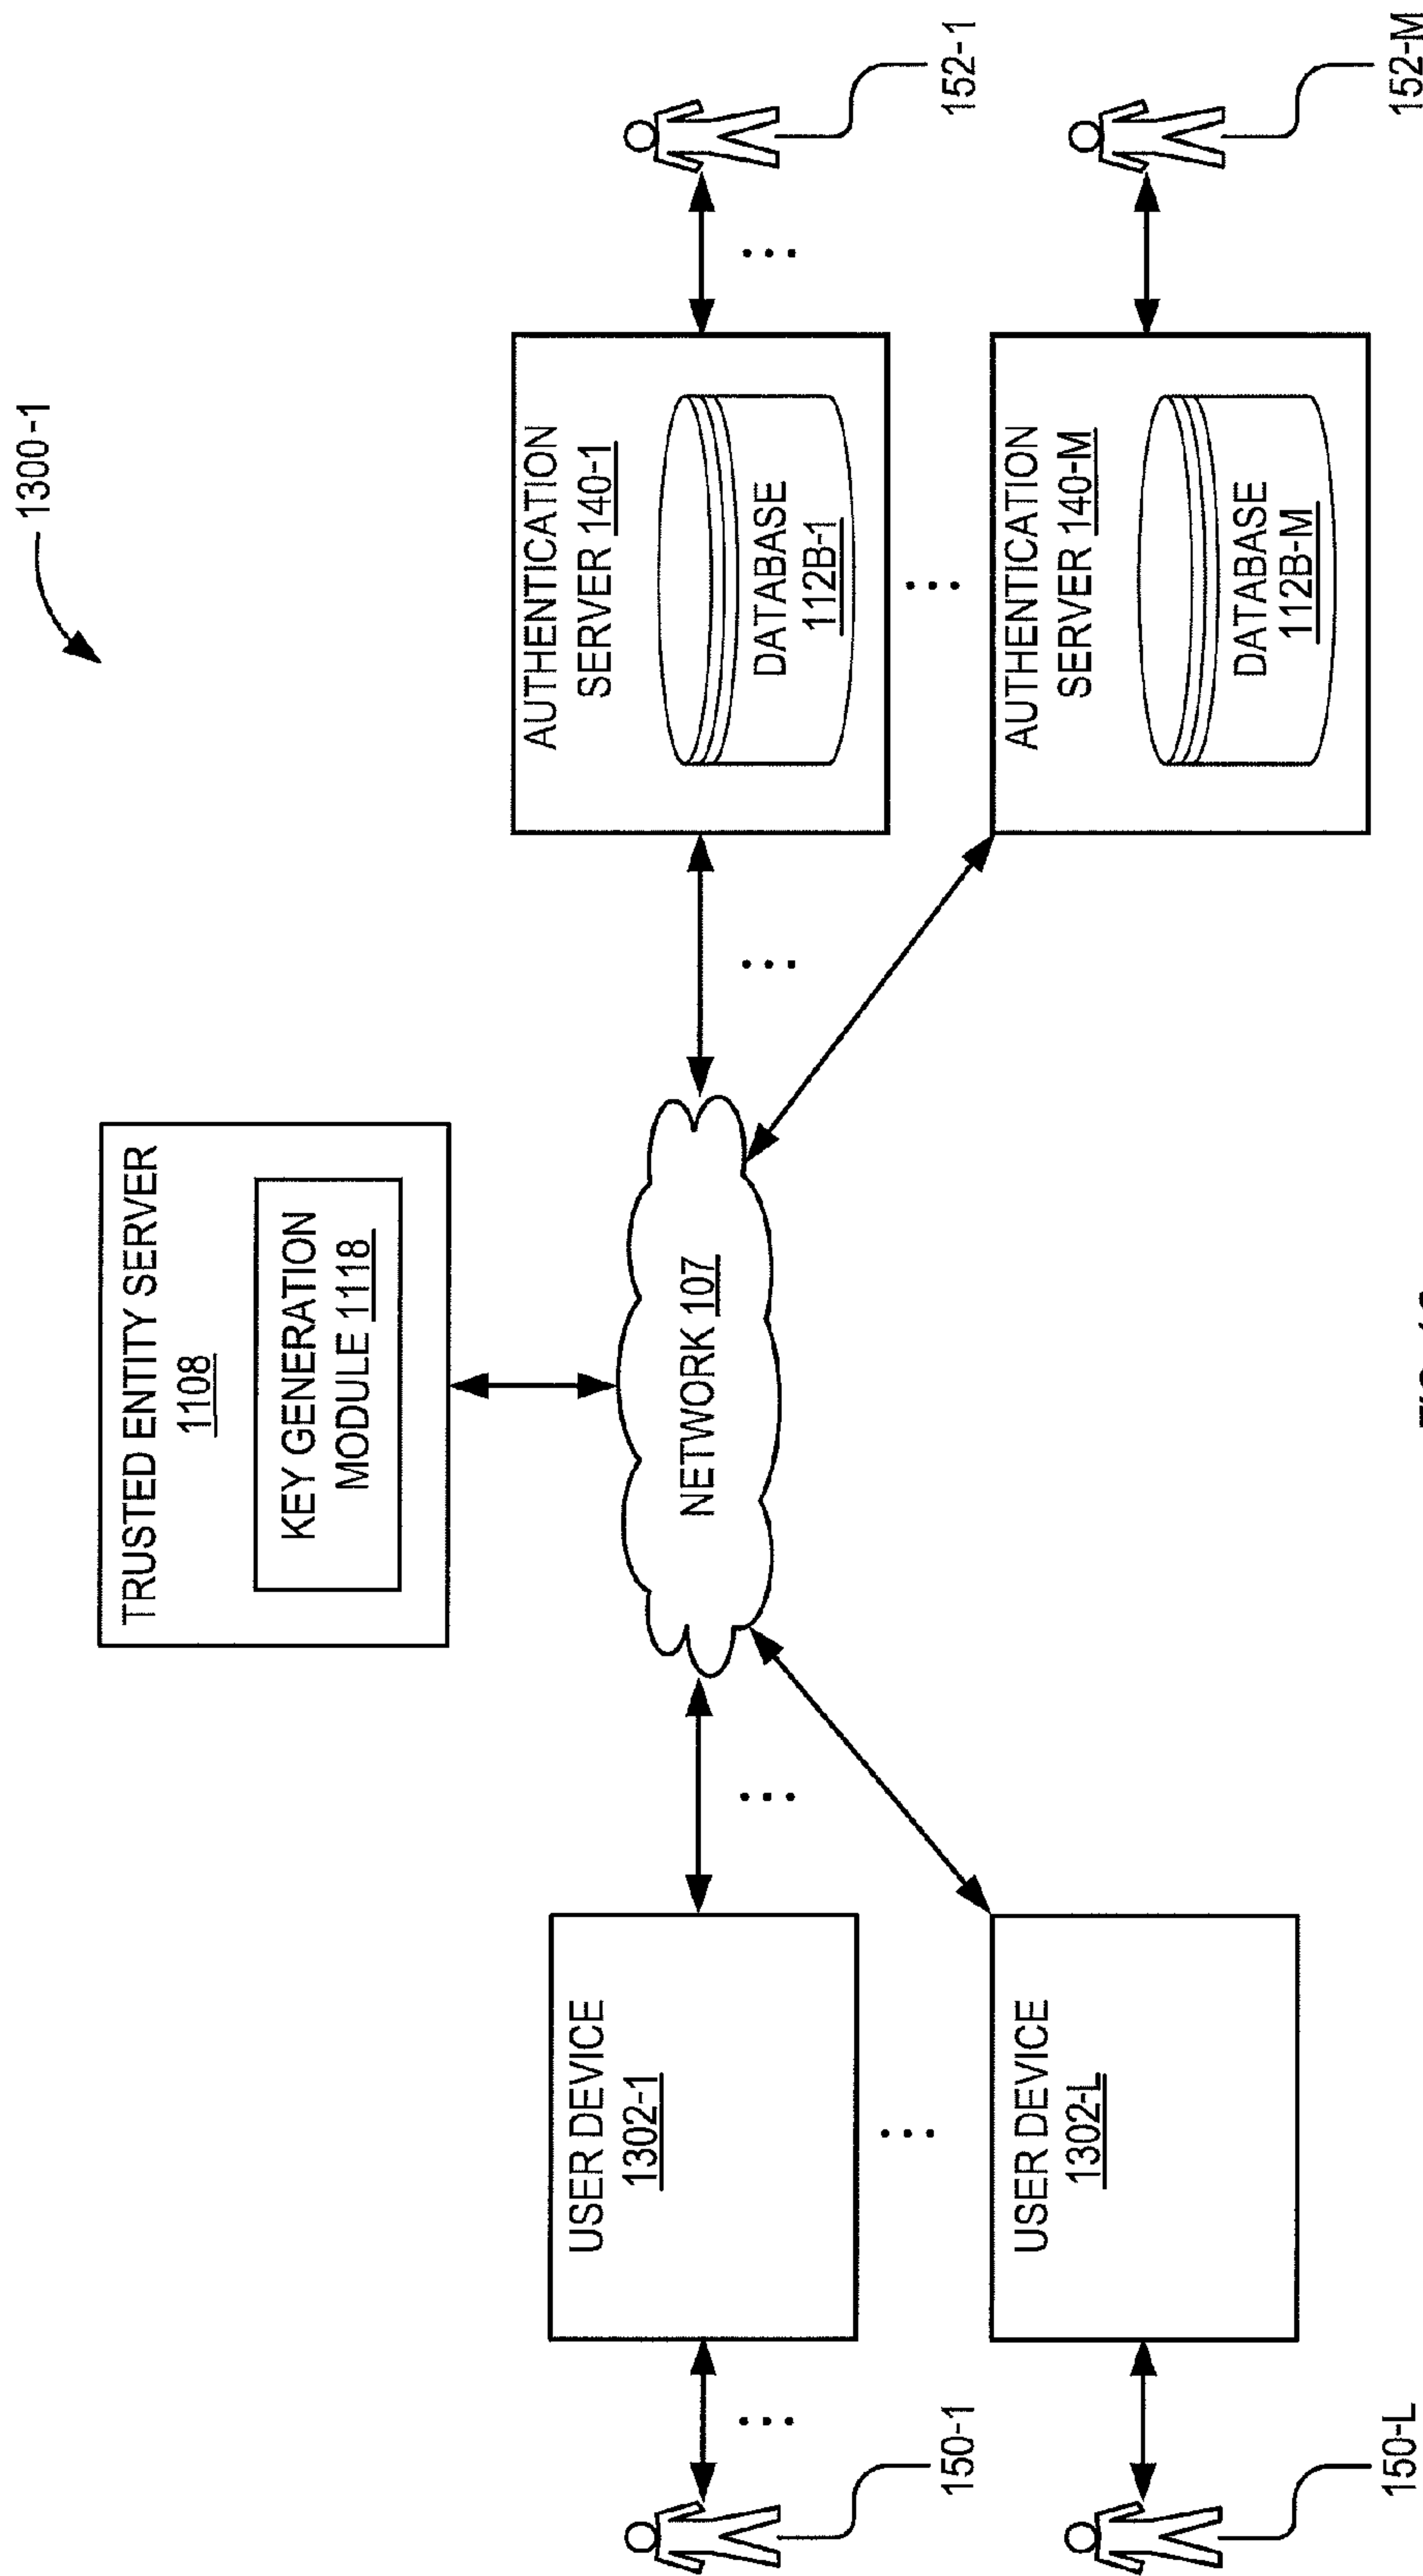 1300-1
TRUSTED ENTITY SERVER
1108
KEY GENERATION
MODULE 1118
NETWORK 107
USER DEVICE
1302-1
USER DEVICE
1302-L
150-1
150-L
AUTHENTICATION
SERVER 140-1
DATABASE
112B-1
AUTHENTICATION
SERVER 140-M
DATABASE
112B-M
152-1
152-M